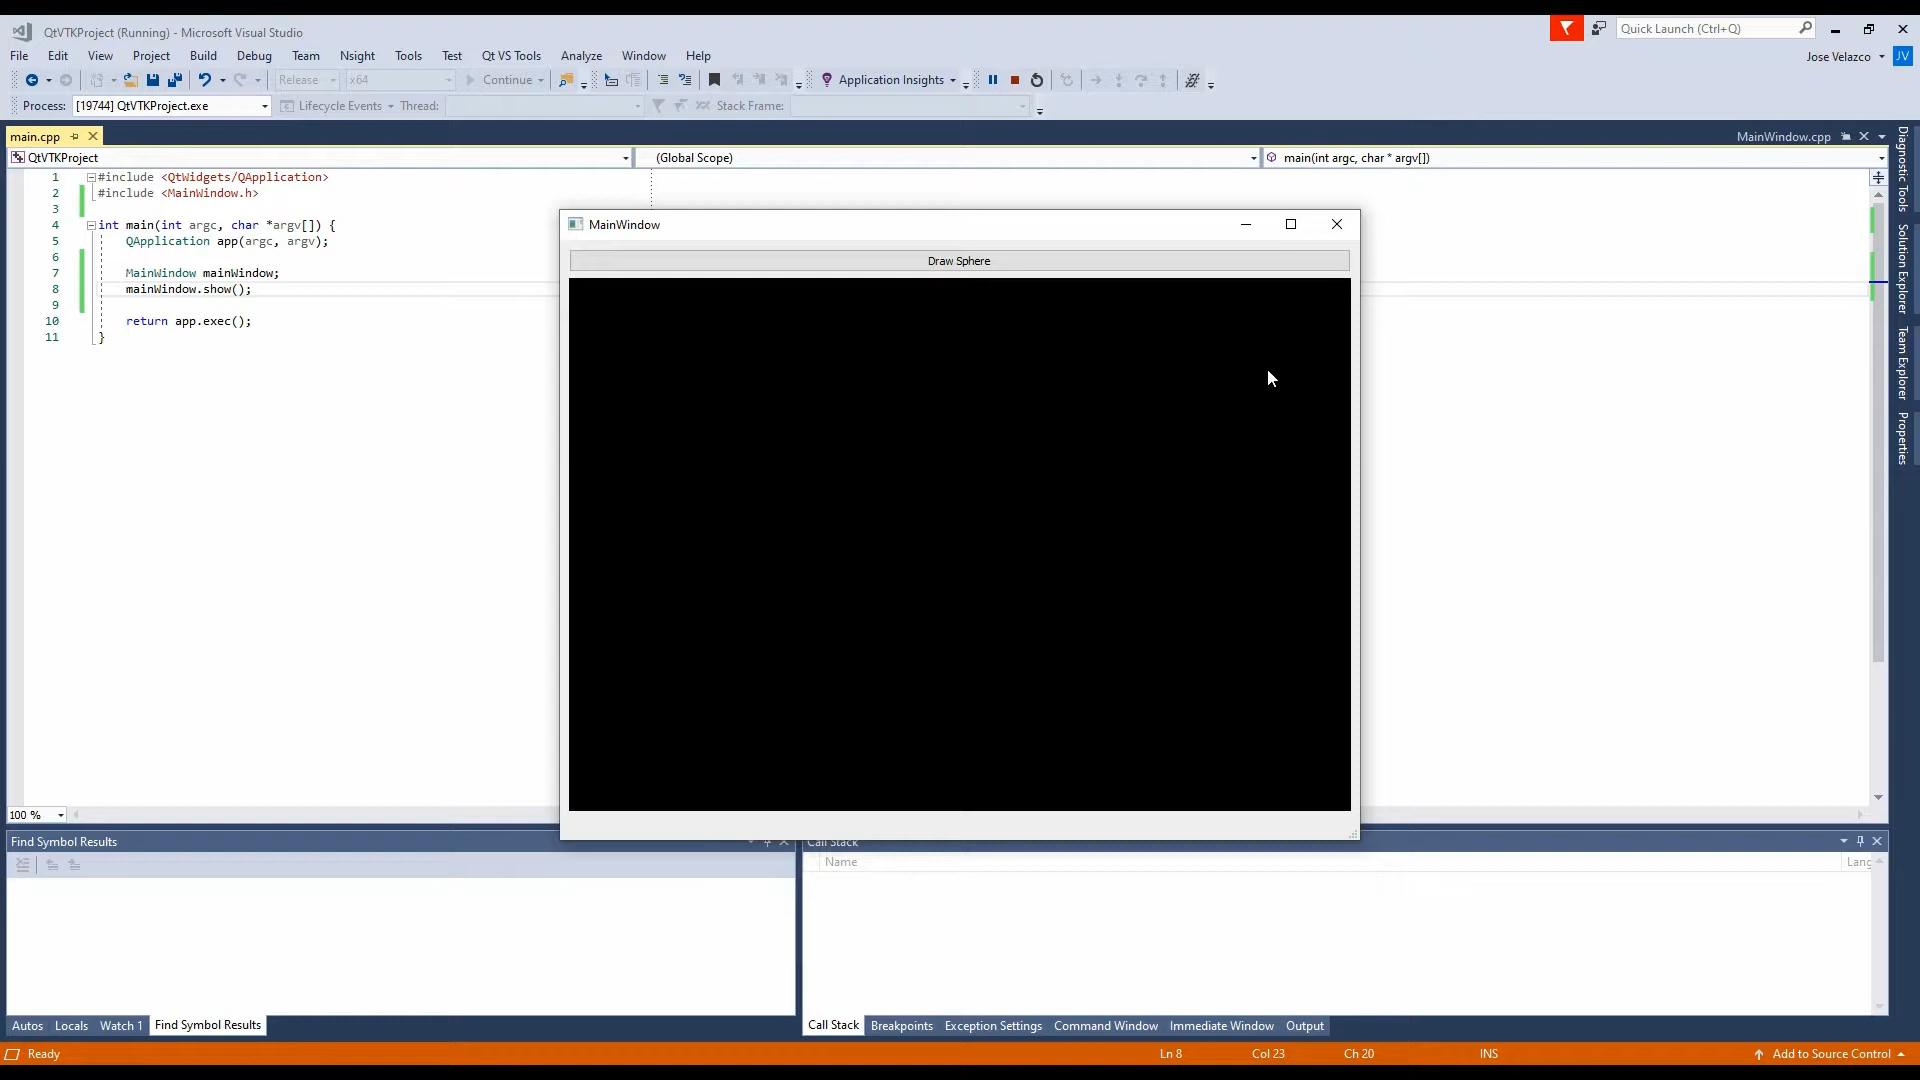 QtVTKProject (Running) - Microsoft Visual Studio
Quick Launch (Ctrl+Q)
File Edit View Project Build Debug Team Nsight Tools Test Qt VS Tools Analyze Window Help
Jose Velazco JV
Release x64 Continue Application Insights
Process: [19744] QtVTKProject.exe Lifecycle Events Thread: Stack Frame:
main.cpp
MainWindow.cpp
QtVTKProject (Global Scope) main(int argc, char * argv[])
1 #include <QtWidgets/QApplication>
2 #include <MainWindow.h>
3
4 int main(int argc, char *argv[]) {
5 QApplication app(argc, argv);
6
7 MainWindow mainWindow;
8 mainWindow.show();
9
10 return app.exec();
11 }
MainWindow
Draw Sphere
Diagnostic Tools
Solution Explorer
Team Explorer
Properties
100 %
Find Symbol Results
Call Stack
Name Lang
Autos Locals Watch 1 Find Symbol Results
Call Stack Breakpoints Exception Settings Command Window Immediate Window Output
Ready Ln 8 Col 23 Ch 20 INS Add to Source Control